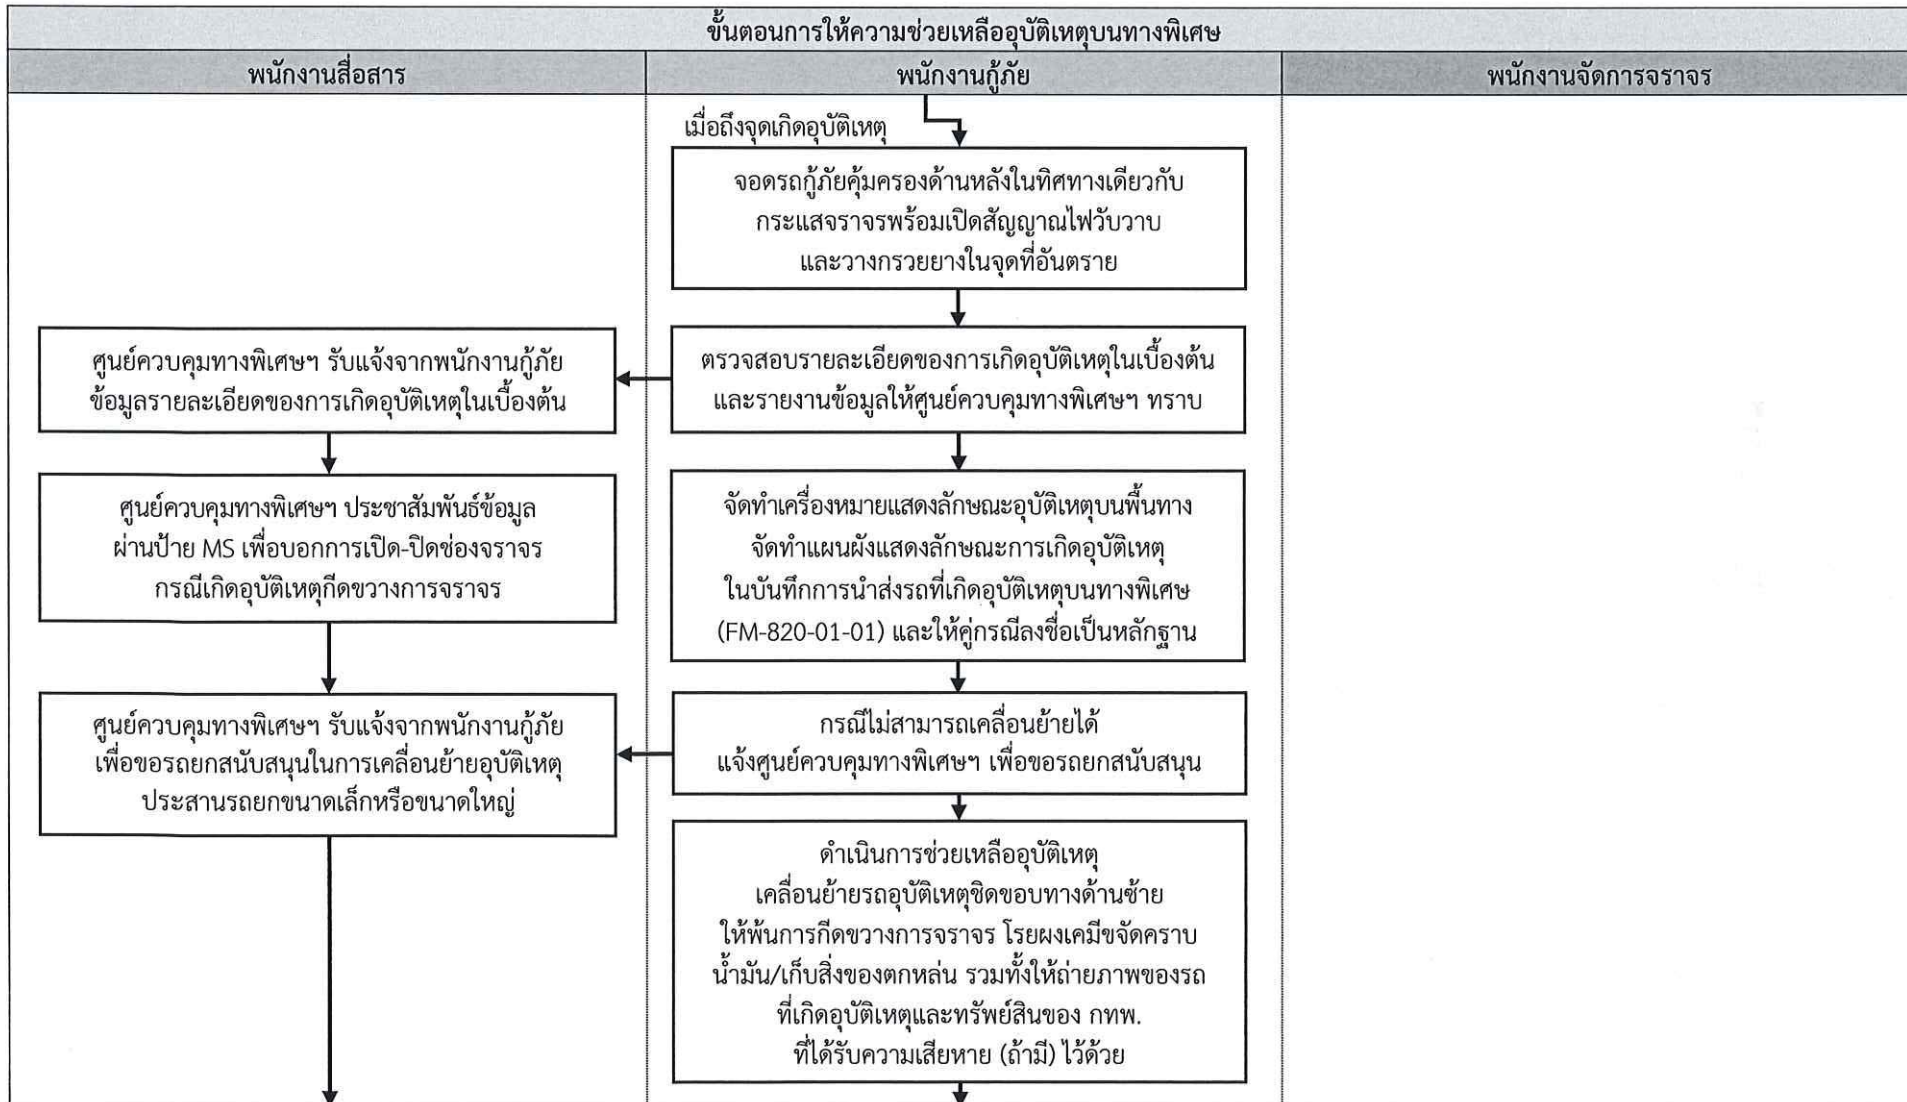 ขั้นตอนการให้ความช่วยเหลืออุบัติเหตุบนทางพิเศษ
พนักงานสื่อสาร
พนักงานกู้ภัย
พนักงานจัดการจราจร
เมื่อถึงจุดเกิดอุบัติเหตุ
จอดรถกู้ภัยคุ้มครองด้านหลังในทิศทางเดียวกับ
กระแสจราจรพร้อมเปิดสัญญาณไฟวับวาบ
และวางกรวยยางในจุดที่อันตราย
ศูนย์ควบคุมทางพิเศษฯ รับแจ้งจากพนักงานกู้ภัย
ข้อมูลรายละเอียดของการเกิดอุบัติเหตุในเบื้องต้น
ตรวจสอบรายละเอียดของการเกิดอุบัติเหตุในเบื้องต้น
และรายงานข้อมูลให้ศูนย์ควบคุมทางพิเศษฯ ทราบ
ศูนย์ควบคุมทางพิเศษฯ ประชาสัมพันธ์ข้อมูล
ผ่านป้าย MS เพื่อบอกการเปิด-ปิดช่องจราจร
กรณีเกิดอุบัติเหตุกีดขวางการจราจร
จัดทำเครื่องหมายแสดงลักษณะอุบัติเหตุบนพื้นทาง
จัดทำแผนผังแสดงลักษณะการเกิดอุบัติเหตุ
ในบันทึกการนำส่งรถที่เกิดอุบัติเหตุบนทางพิเศษ
(FM-820-01-01) และให้คู่กรณีลงชื่อเป็นหลักฐาน
ศูนย์ควบคุมทางพิเศษฯ รับแจ้งจากพนักงานกู้ภัย
เพื่อขอรถยกสนับสนุนในการเคลื่อนย้ายอุบัติเหตุ
ประสานรถยกขนาดเล็กหรือขนาดใหญ่
กรณีไม่สามารถเคลื่อนย้ายได้
แจ้งศูนย์ควบคุมทางพิเศษฯ เพื่อขอรถยกสนับสนุน
ดำเนินการช่วยเหลืออุบัติเหตุ
เคลื่อนย้ายรถอุบัติเหตุชิดขอบทางด้านซ้าย
ให้พ้นการกีดขวางการจราจร โรยผงเคมีขจัดคราบ
น้ำมัน/เก็บสิ่งของตกหล่น รวมทั้งให้ถ่ายภาพของรถ
ที่เกิดอุบัติเหตุและทรัพย์สินของ กทพ.
ที่ได้รับความเสียหาย (ถ้ามี) ไว้ด้วย